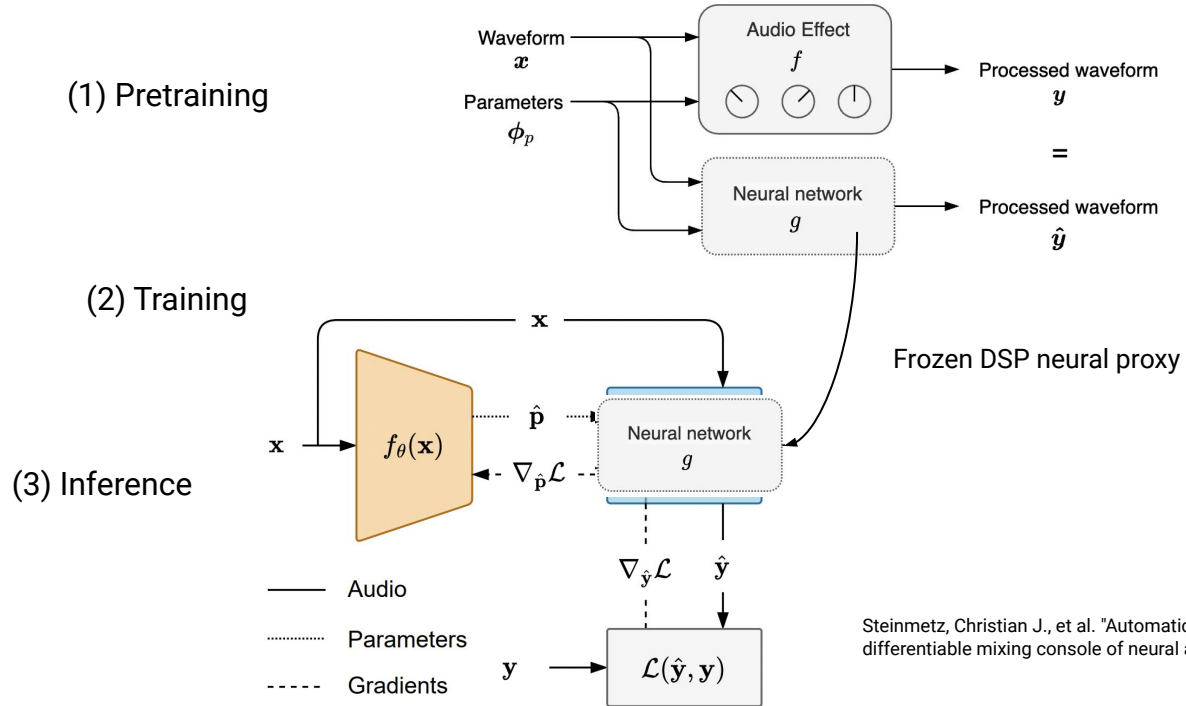 (1) Pretraining
Waveform
x
Parameters
ϕ_p
Audio Effect
f
Processed waveform
y
=
Neural network
g
Processed waveform
ŷ
(2) Training
x
Frozen DSP neural proxy
x
f_θ(x)
p̂
∇_p̂ ℒ
Neural network
g
(3) Inference
∇_ŷ ℒ
ŷ
Audio
Parameters
Gradients
y
ℒ(ŷ, y)
Steinmetz, Christian J., et al. "Automatic
differentiable mixing console of neural